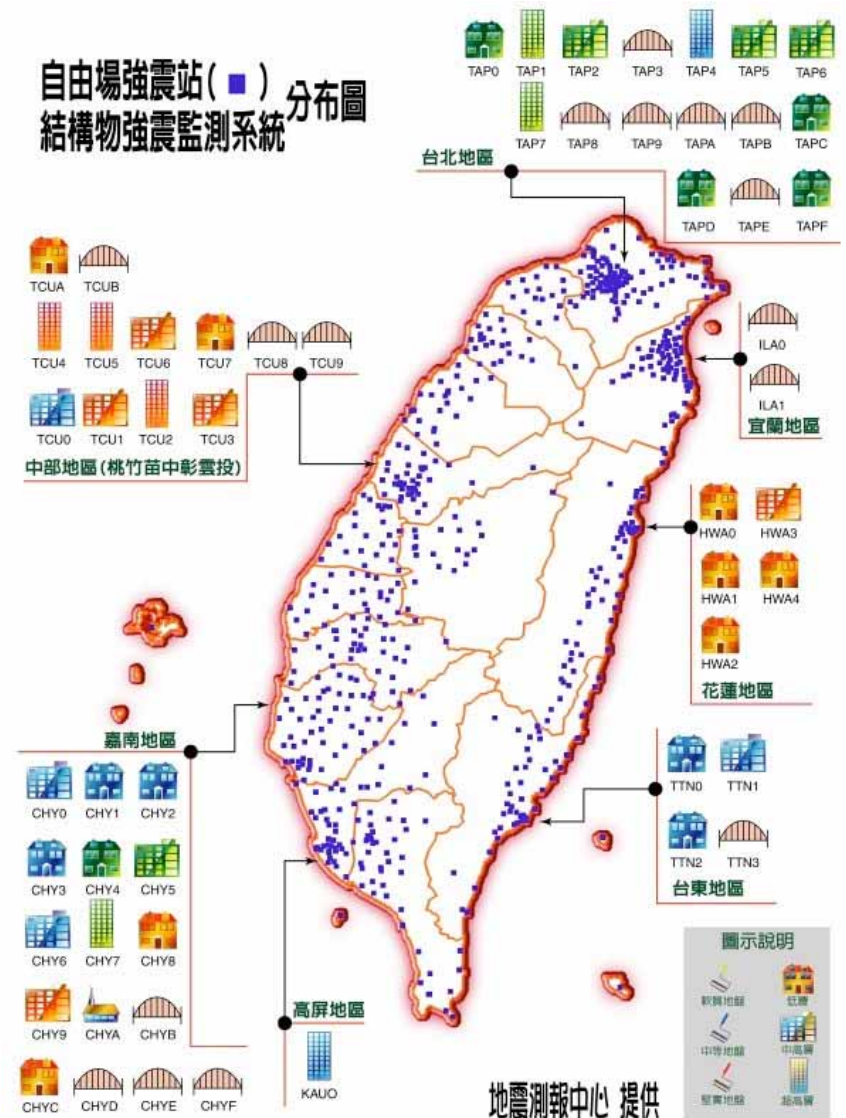 自由場強震站(■)
結構物強震監測系統
分布圖
TAP0 TAP1 TAP2 TAP3 TAP4 TAP5 TAP6
TAP7 TAP8 TAP9 TAPA TAPB TAPC
台北地區
TAPD TAPE TAPF
TCUA TCUB
TCU4 TCU5 TCU6 TCU7 TCU8 TCU9
TCU0 TCU1 TCU2 TCU3
中部地區(桃竹苗中彰雲投)
ILA0
ILA1
宜蘭地區
HWA0 HWA3
HWA1 HWA4
HWA2
花蓮地區
嘉南地區
CHY0 CHY1 CHY2
CHY3 CHY4 CHY5
CHY6 CHY7 CHY8
CHY9 CHYA CHYB
CHYC CHYD CHYE CHYF
TTN0 TTN1
TTN2 TTN3
台東地區
高屏地區
KAUO
圖示說明
軟質地盤 低層
中等地盤 中高層
堅實地盤 超高層
地震測報中心 提供